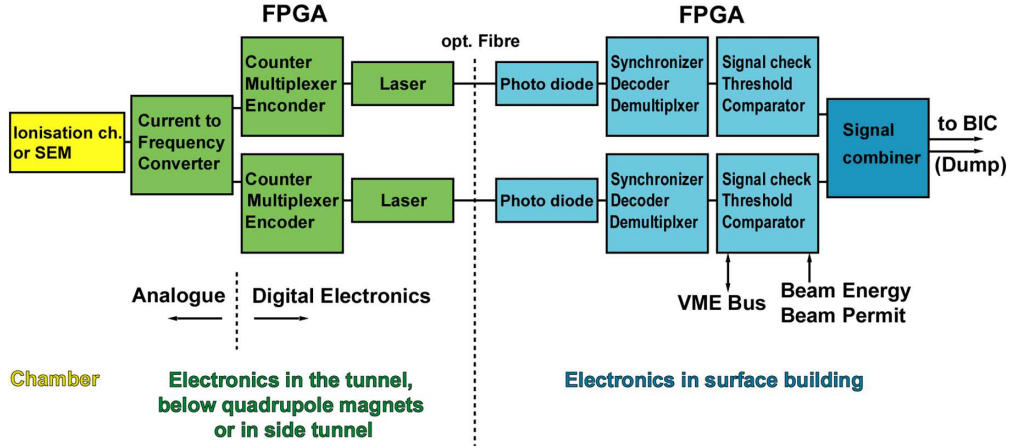 FPGA
FPGA
opt. Fibre
Counter
Multiplexer
Enconder
Laser
Photo diode
Synchronizer
Decoder
Demultiplxer
Signal check
Threshold
Comparator
Ionisation ch.
or SEM
Current to
Frequency
Converter
Signal
combiner
to BIC
(Dump)
Counter
Multiplexer
Encoder
Laser
Photo diode
Synchronizer
Decoder
Demultiplxer
Signal check
Threshold
Comparator
Analogue
Digital Electronics
VME Bus
Beam Energy
Beam Permit
Chamber
Electronics in the tunnel,
below quadrupole magnets
or in side tunnel
Electronics in surface building